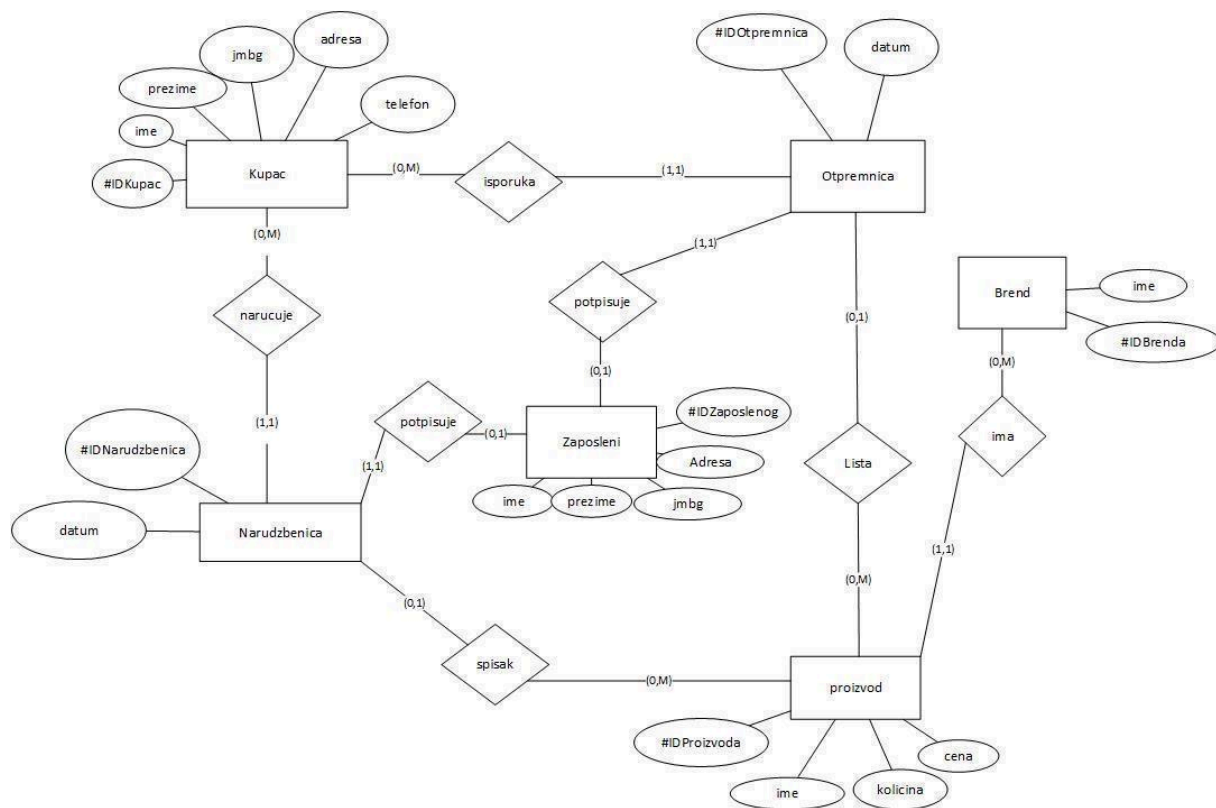 #IDOtpremnica
datum
adresa
jmbg
prezime
telefon
ime
#IDKupac
Kupac
(0,M)
isporuka
(1,1)
Otpremnica
(0,M)
(1,1)
narucuje
potpisuje
(0,1)
Brend
ime
#IDBrenda
(0,M)
(0,1)
potpisuje
(0,1)
#IDZaposlenog
Zaposleni
Adresa
ime
prezime
jmbg
ima
(1,1)
#IDNarudzbenica
(1,1)
Lista
datum
Narudzbenica
(1,1)
(0,M)
(0,1)
spisak
(0,M)
proizvod
#IDProizvoda
ime
kolicina
cena